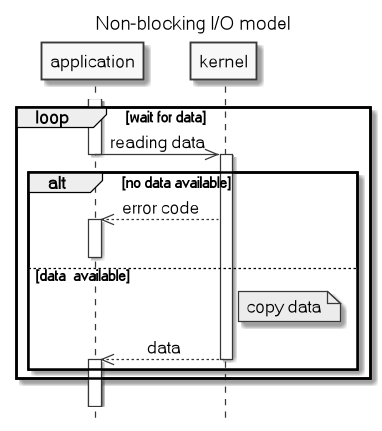 Non-blocking I/O model
application kernel
loop [wait for data]
reading data
alt [no data available]
error code
[data available]
copy data
data